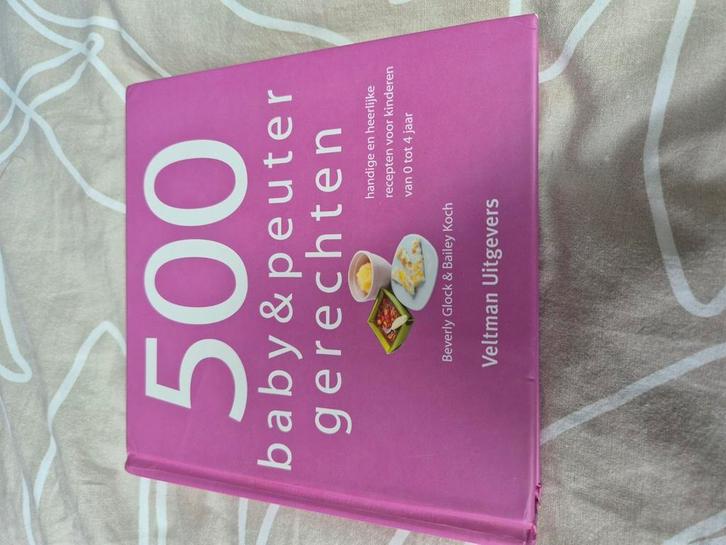 500
baby&peuter
gerechten
handige en heerlijke
recepten voor kinderen
van 0 tot 4 jaar
Beverly Glock & Bailey Koch
Veltman Uitgevers